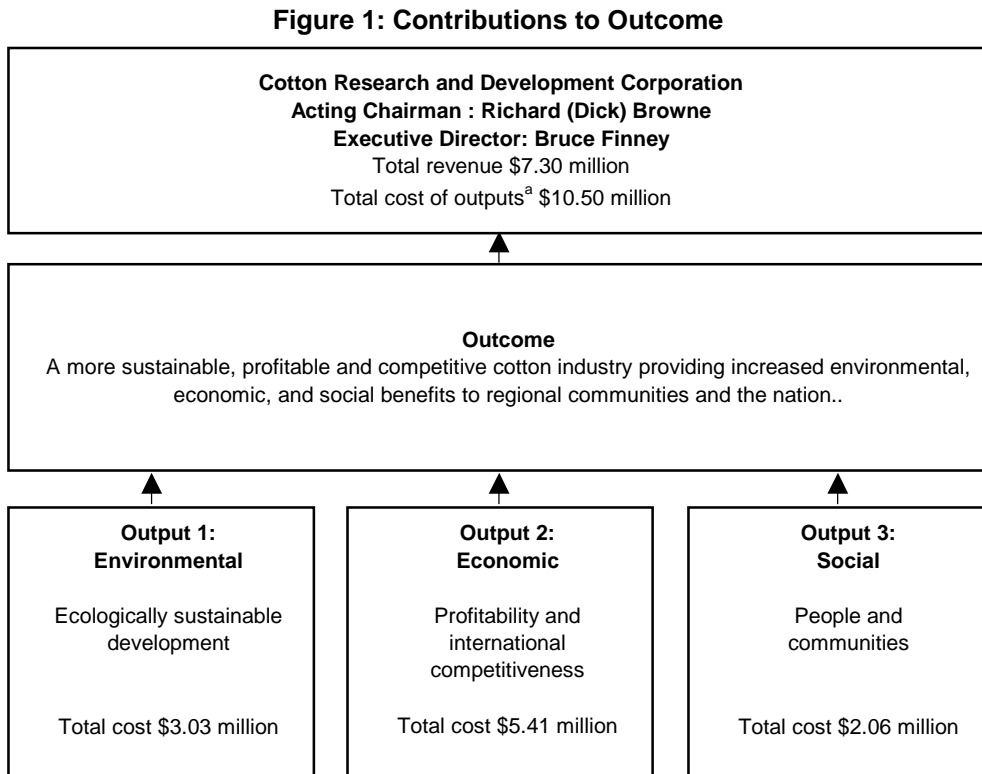 Figure 1: Contributions to Outcome
Cotton Research and Development Corporation
Acting Chairman : Richard (Dick) Browne
Executive Director: Bruce Finney
Total revenue $7.30 million
Total cost of outputsᵃ $10.50 million
Outcome
A more sustainable, profitable and competitive cotton industry providing increased environmental,
economic, and social benefits to regional communities and the nation..
Output 1:
Environmental
Ecologically sustainable
development
Total cost $3.03 million
Output 2:
Economic
Profitability and
international
competitiveness
Total cost $5.41 million
Output 3:
Social
People and
communities
Total cost $2.06 million